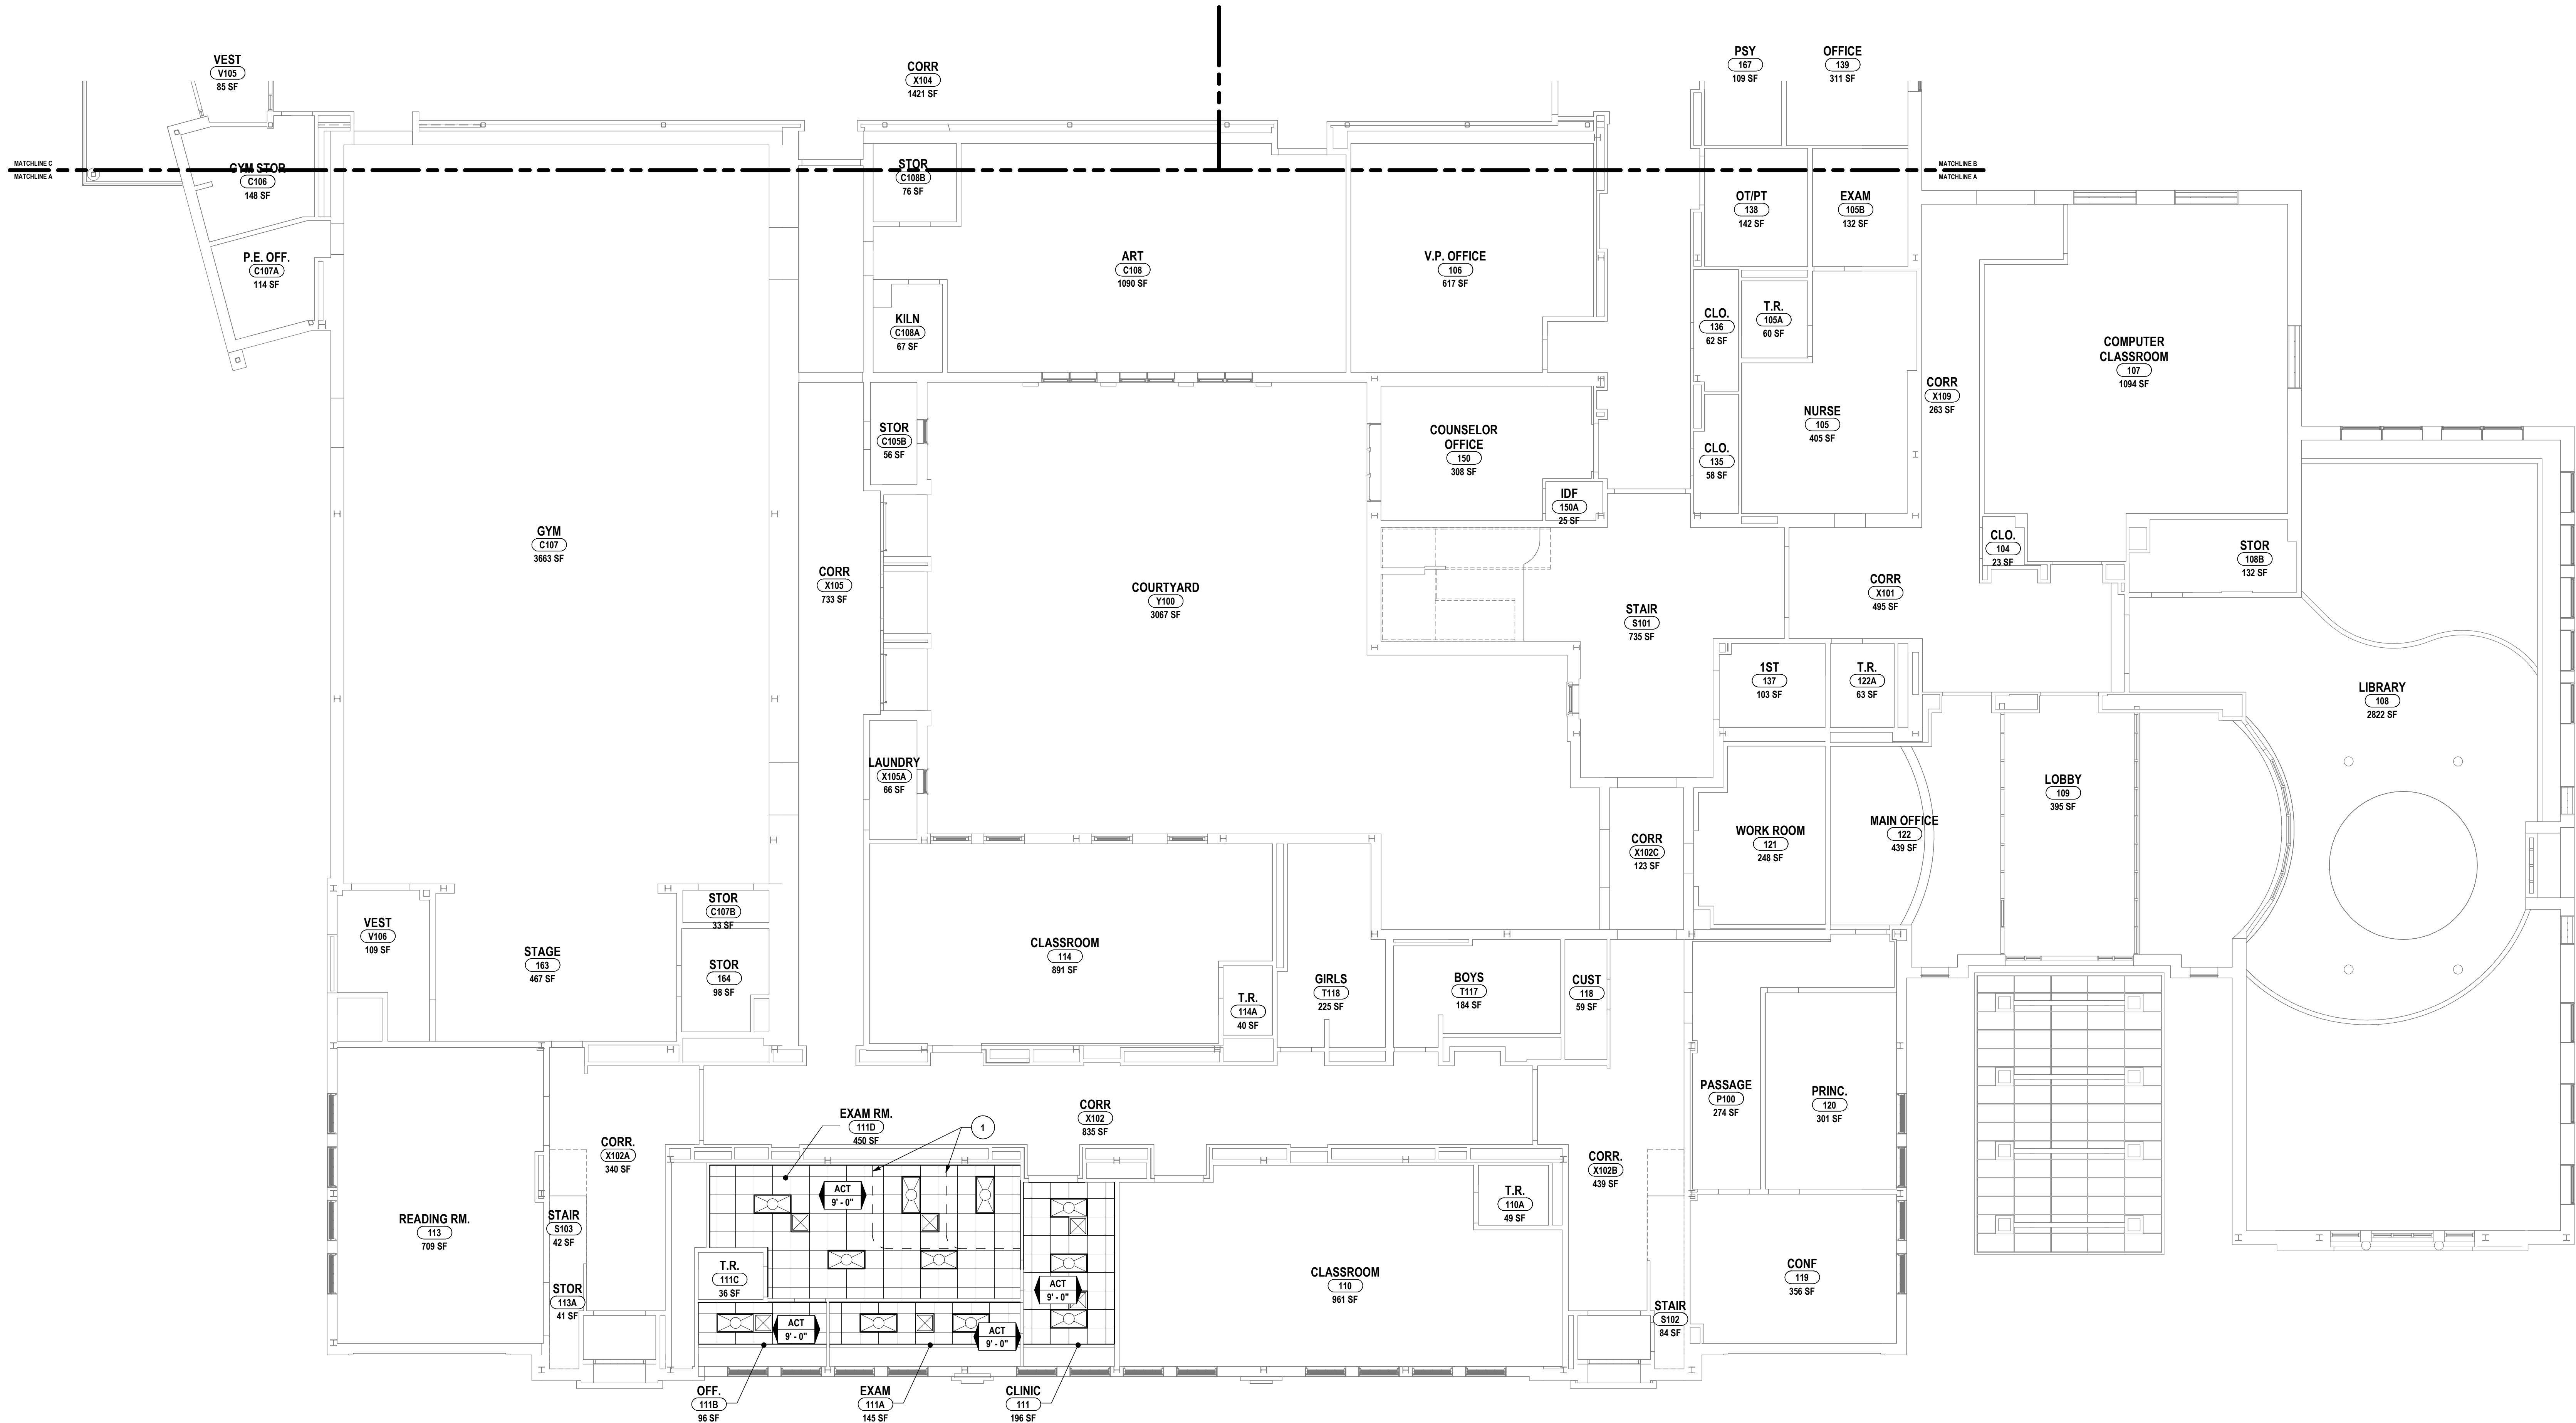 VEST
V105
85 SF
CORR
X104
1421 SF
PSY
167
109 SF
OFFICE
139
311 SF
MATCHLINE C
MATCHLINE A
MATCHLINE B
MATCHLINE A
GYM STOR
C106
148 SF
STOR
C108B
76 SF
OT/PT
138
142 SF
EXAM
105B
132 SF
P.E. OFF.
C107A
114 SF
ART
C108
1090 SF
V.P. OFFICE
106
617 SF
KILN
C108A
67 SF
CLO.
136
62 SF
T.R.
105A
60 SF
COMPUTER
CLASSROOM
107
1094 SF
CORR
X109
263 SF
NURSE
105
405 SF
STOR
C105B
56 SF
COUNSELOR
OFFICE
150
308 SF
CLO.
135
58 SF
IDF
150A
25 SF
GYM
C107
3663 SF
CLO.
104
23 SF
STOR
108B
132 SF
CORR
X105
733 SF
COURTYARD
Y100
3067 SF
CORR
X101
495 SF
STAIR
S101
735 SF
1ST
137
103 SF
T.R.
122A
63 SF
LIBRARY
108
2822 SF
LAUNDRY
X105A
66 SF
LOBBY
109
395 SF
CORR
X102C
123 SF
WORK ROOM
121
248 SF
MAIN OFFICE
122
439 SF
STOR
C107B
33 SF
VEST
V106
109 SF
STAGE
163
467 SF
STOR
164
98 SF
CLASSROOM
114
891 SF
T.R.
114A
40 SF
GIRLS
T118
225 SF
BOYS
T117
184 SF
CUST
118
59 SF
PASSAGE
P100
274 SF
PRINC.
120
301 SF
EXAM RM.
111D
450 SF
1
CORR
X102
835 SF
CORR.
X102A
340 SF
CORR.
X102B
439 SF
ACT
9' - 0"
T.R.
110A
49 SF
READING RM.
113
709 SF
STAIR
S103
42 SF
T.R.
111C
36 SF
ACT
9' - 0"
CLASSROOM
110
961 SF
CONF
119
356 SF
STOR
113A
41 SF
ACT
9' - 0"
ACT
9' - 0"
STAIR
S102
84 SF
OFF.
111B
96 SF
EXAM
111A
145 SF
CLINIC
111
196 SF